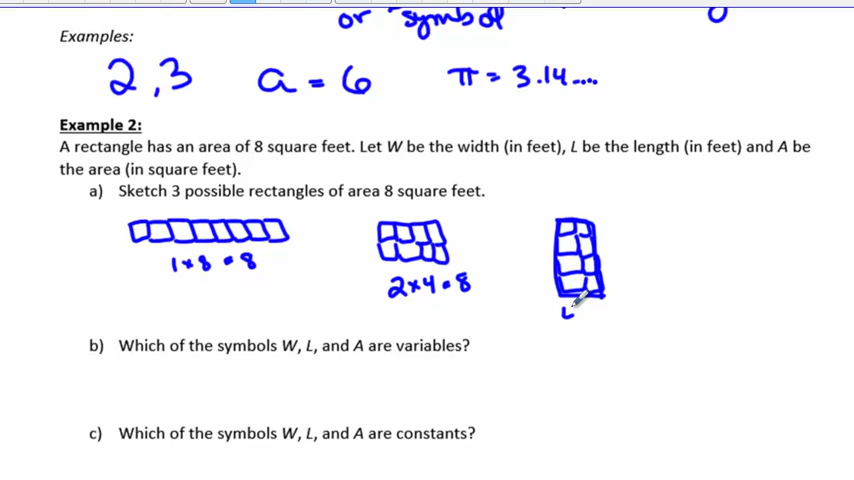 or symbol
Examples:
2,3 a = 6 π = 3.14....
Example 2:
A rectangle has an area of 8 square feet. Let W be the width (in feet), L be the length (in feet) and A be
the area (in square feet).
a) Sketch 3 possible rectangles of area 8 square feet.
1×8 = 8
2×4 = 8
b) Which of the symbols W, L, and A are variables?
c) Which of the symbols W, L, and A are constants?